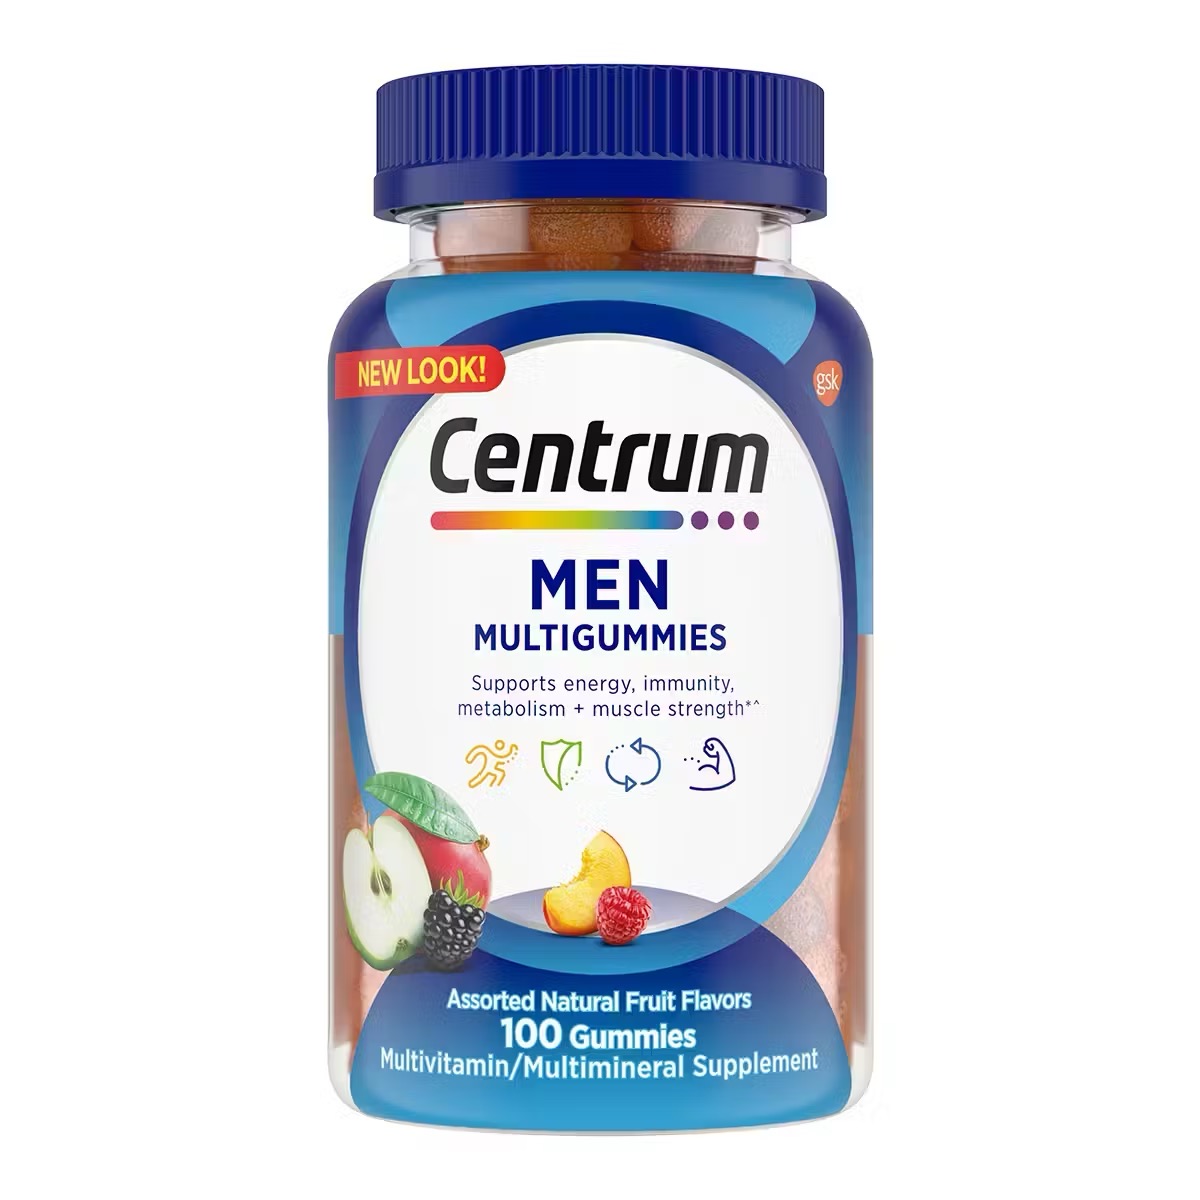 NEW LOOK!
gsk
Centrum
MEN
MULTIGUMMIES
Supports energy, immunity,
metabolism + muscle strength*^
Assorted Natural Fruit Flavors
100 Gummies
Multivitamin/Multimineral Supplement